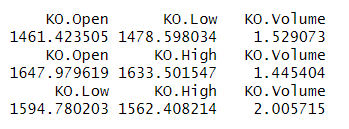 KO.Open KO.Low KO.Volume
1461.423505 1478.598034 1.529073
KO.Open KO.High KO.Volume
1647.979619 1633.501547 1.445404
KO.Low KO.High KO.Volume
1594.780203 1562.408214 2.005715